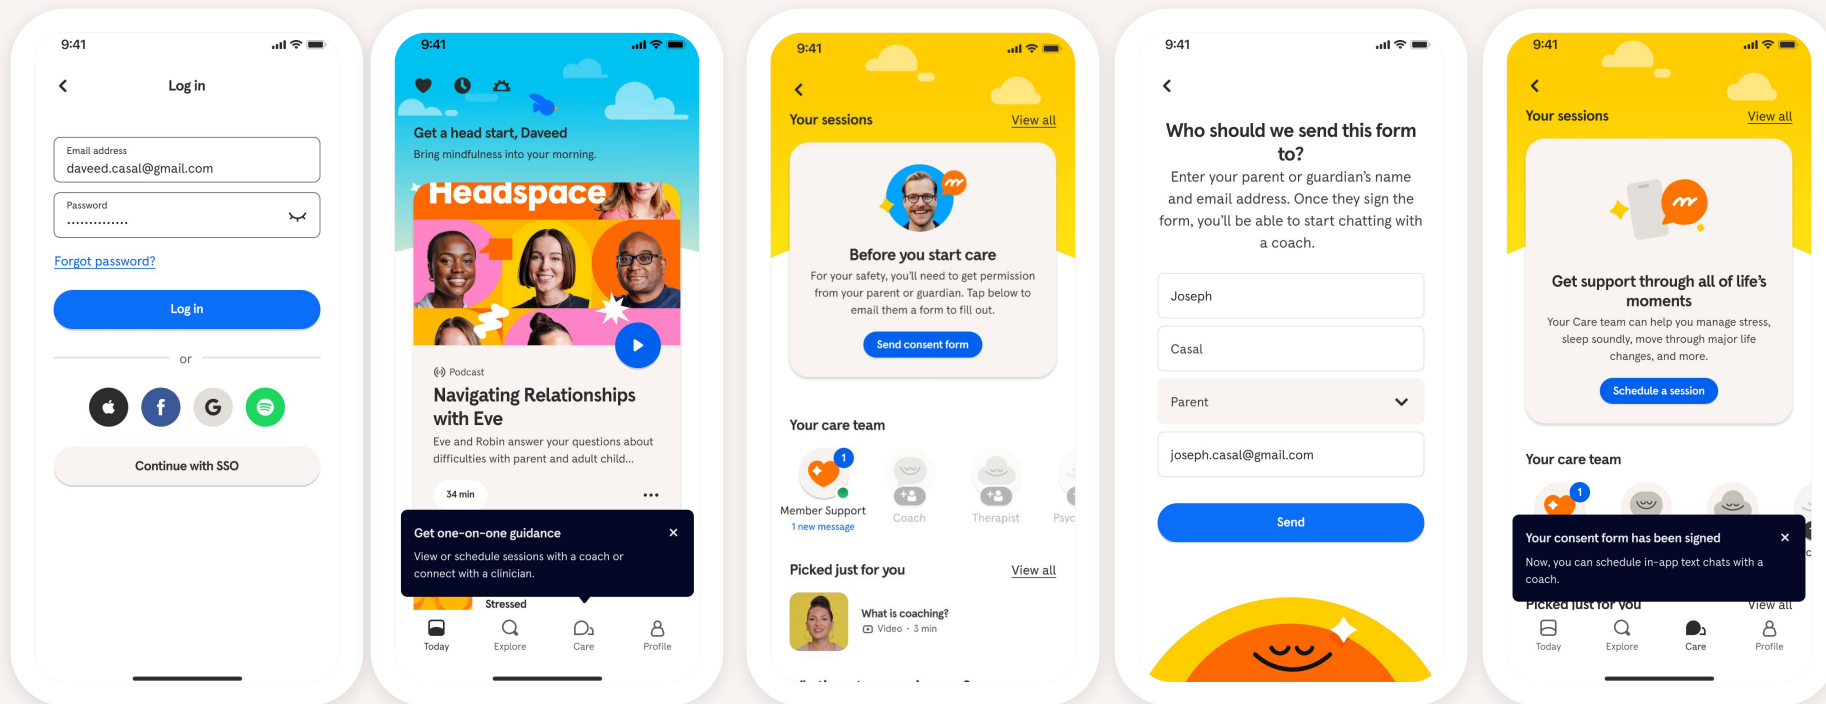 9:41
Log in
Email address
daveed.casal@gmail.com
Password
Forgot password?
Log in
or
f
G
Continue with SSO
9:41
Get a head start, Daveed
Bring mindfulness into your morning.
Headspace
Podcast
Navigating Relationships
with Eve
Eve and Robin answer your questions about
difficulties with parent and adult child...
34 min
Get one-on-one guidance
View or schedule sessions with a coach or
connect with a clinician.
Stressed
Today
Explore
Care
Profile
9:41
Your sessions
View all
Before you start care
For your safety, you'll need to get permission
from your parent or guardian. Tap below to
email them a form to fill out.
Send consent form
Your care team
1
Member Support
1 new message
Coach
Therapist
Psyc
Picked just for you
View all
What is coaching?
Video • 3 min
9:41
Who should we send this form
to?
Enter your parent or guardian's name
and email address. Once they sign the
form, you'll be able to start chatting with
a coach.
Joseph
Casal
Parent
joseph.casal@gmail.com
Send
9:41
Your sessions
View all
Get support through all of life's
moments
Your Care team can help you manage stress,
sleep soundly, move through major life
changes, and more.
Schedule a session
Your care team
1
Your consent form has been signed
Now, you can schedule in-app text chats with a
coach.
Picked just for you
View all
Today
Explore
Care
Profile